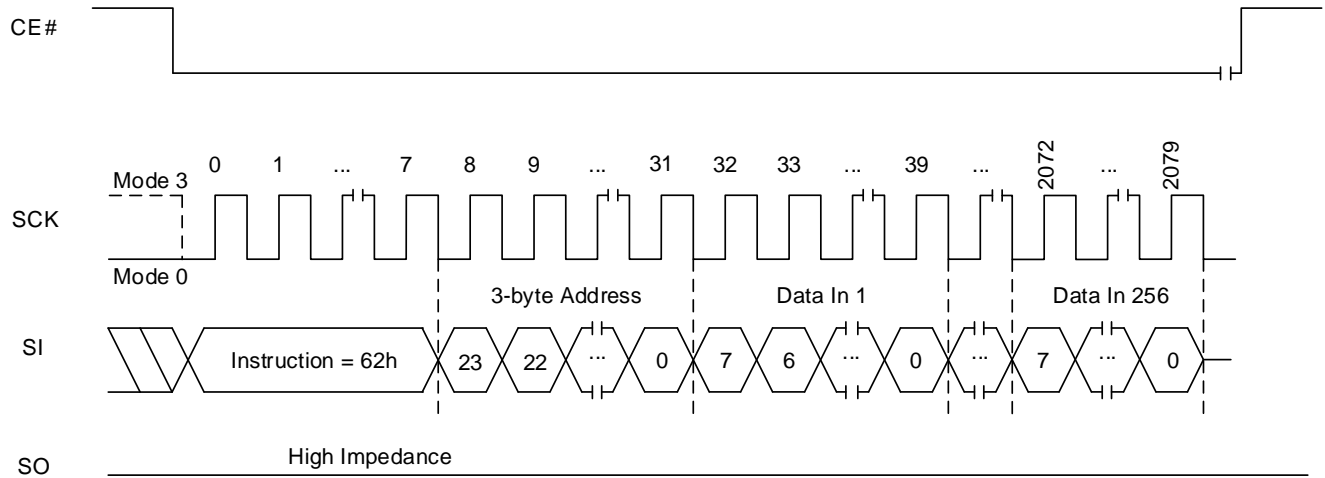 CE#
0 1 ... 7 8 9 ... 31 32 33 ... 39 ... 2072 ... 2079
Mode 3
SCK
Mode 0
3-byte Address Data In 1 Data In 256
SI
Instruction = 62h 23 22 ... 0 7 6 ... 0 ... 7 ... 0
High Impedance
SO